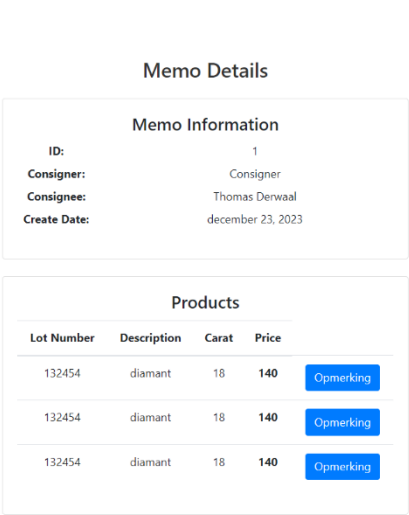 Memo Details
Memo Information
ID: 1
Consigner: Consigner
Consignee: Thomas Derwaal
Create Date: december 23, 2023
Products
Lot Number Description Carat Price
132454 diamant 18 140 Opmerking
132454 diamant 18 140 Opmerking
132454 diamant 18 140 Opmerking